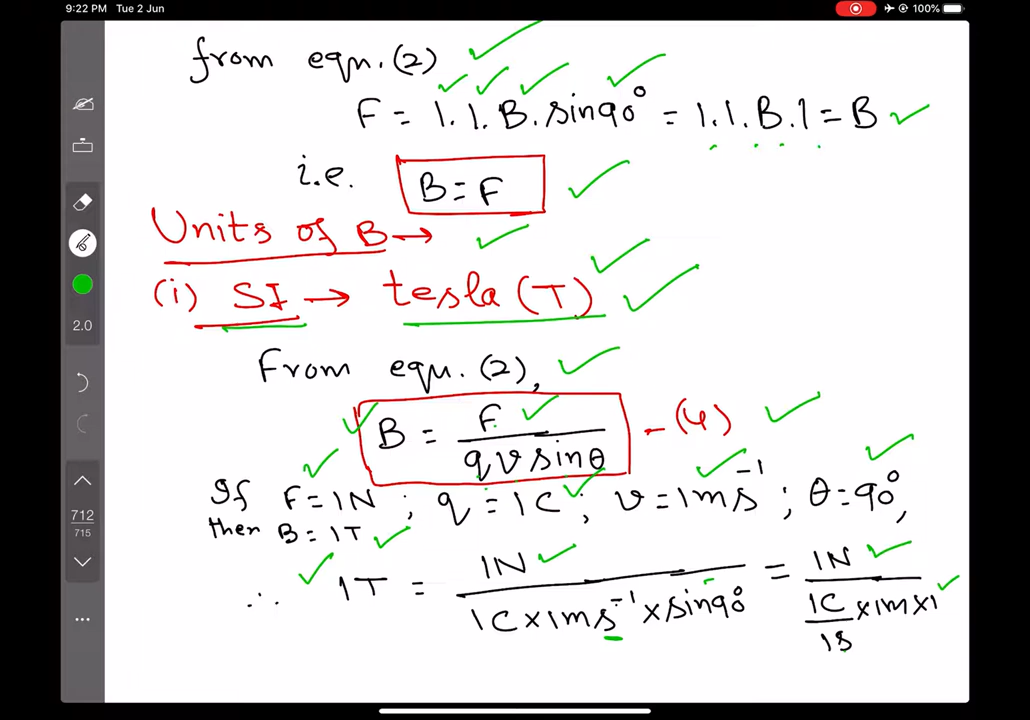 9:22 PM Tue 2 Jun 100%
from eqn.(2)
F = 1.1.B.sin90° = 1.1.B.1 = B
i.e. B = F
Units of B →
(i) SI → tesla (T)
2.0
From eqn.(2),
B = F / qv sinθ - (4)
If F = 1N ; q = 1C ; v = 1ms⁻¹ ; θ = 90°,
then B = 1T
∴ 1T = 1N / 1C x 1ms⁻¹ x sin90° = 1N / 1C/1s x 1m x 1
712
715